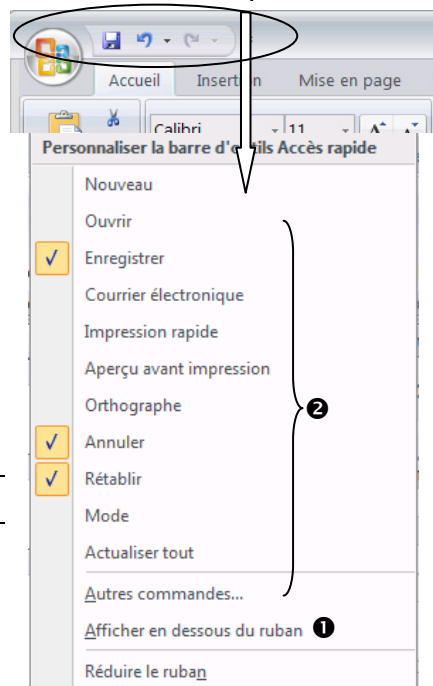 Accueil Insertion Mise en page
Calibri 11 A A
Personnaliser la barre d'outils Accès rapide
Nouveau
Ouvrir
Enregistrer
Courrier électronique
Impression rapide
Aperçu avant impression
Orthographe
Annuler
Rétablir
Mode
Actualiser tout
Autres commandes...
Afficher en dessous du ruban ❶
Réduire le ruban
❷